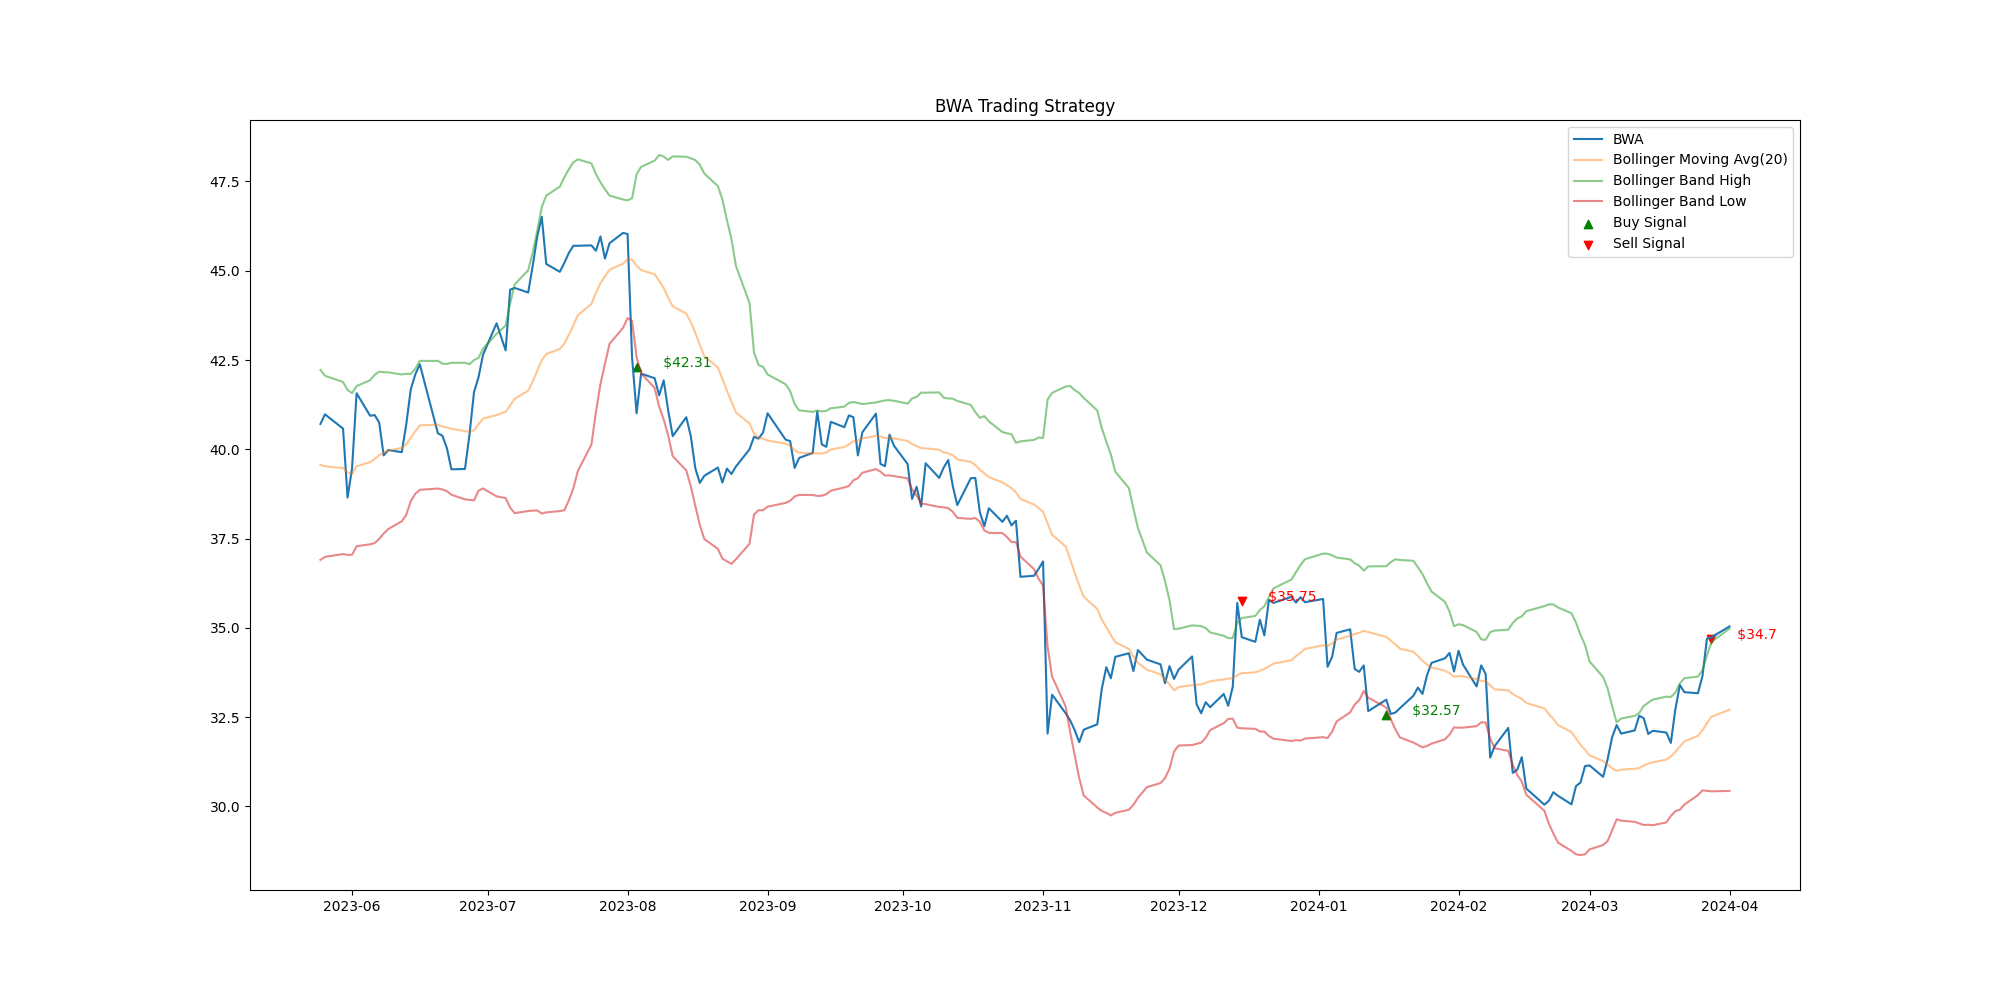 BWA Trading Strategy
BWA
Bollinger Moving Avg(20)
Bollinger Band High
Bollinger Band Low
Buy Signal
Sell Signal
47.5
45.0
42.5
40.0
37.5
35.0
32.5
30.0
$42.31
$35.75
$32.57
$34.7
2023-06 2023-07 2023-08 2023-09 2023-10 2023-11 2023-12 2024-01 2024-02 2024-03 2024-04